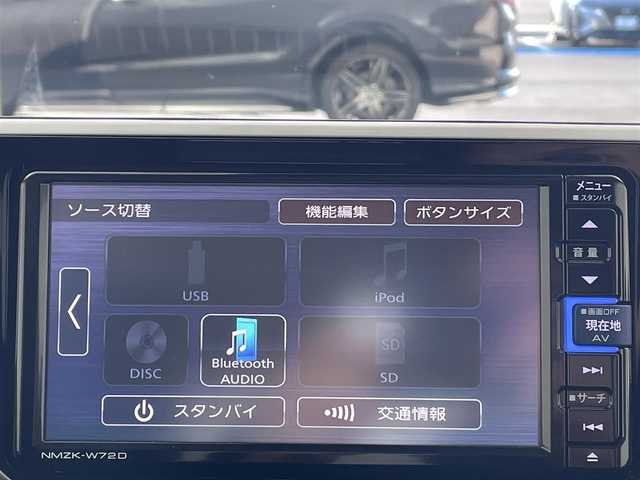 ソース切替
機能編集
ボタンサイズ
USB
iPod
DISC
Bluetooth
AUDIO
SD
SD
スタンバイ
交通情報
NMZK-W72D
メニュー
■スタンバイ
音量
■画面OFF
現在地
AV
■サーチ